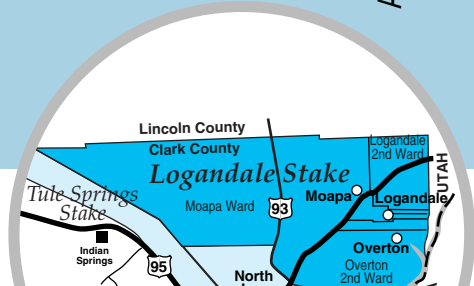 Lincoln County
Clark County
Logandale
2nd Ward
Logandale Stake
UTAH
Tule Springs
Stake
Moapa
Logandale
Moapa Ward
93
Overton
Indian
Springs
95
North
Overton
2nd Ward